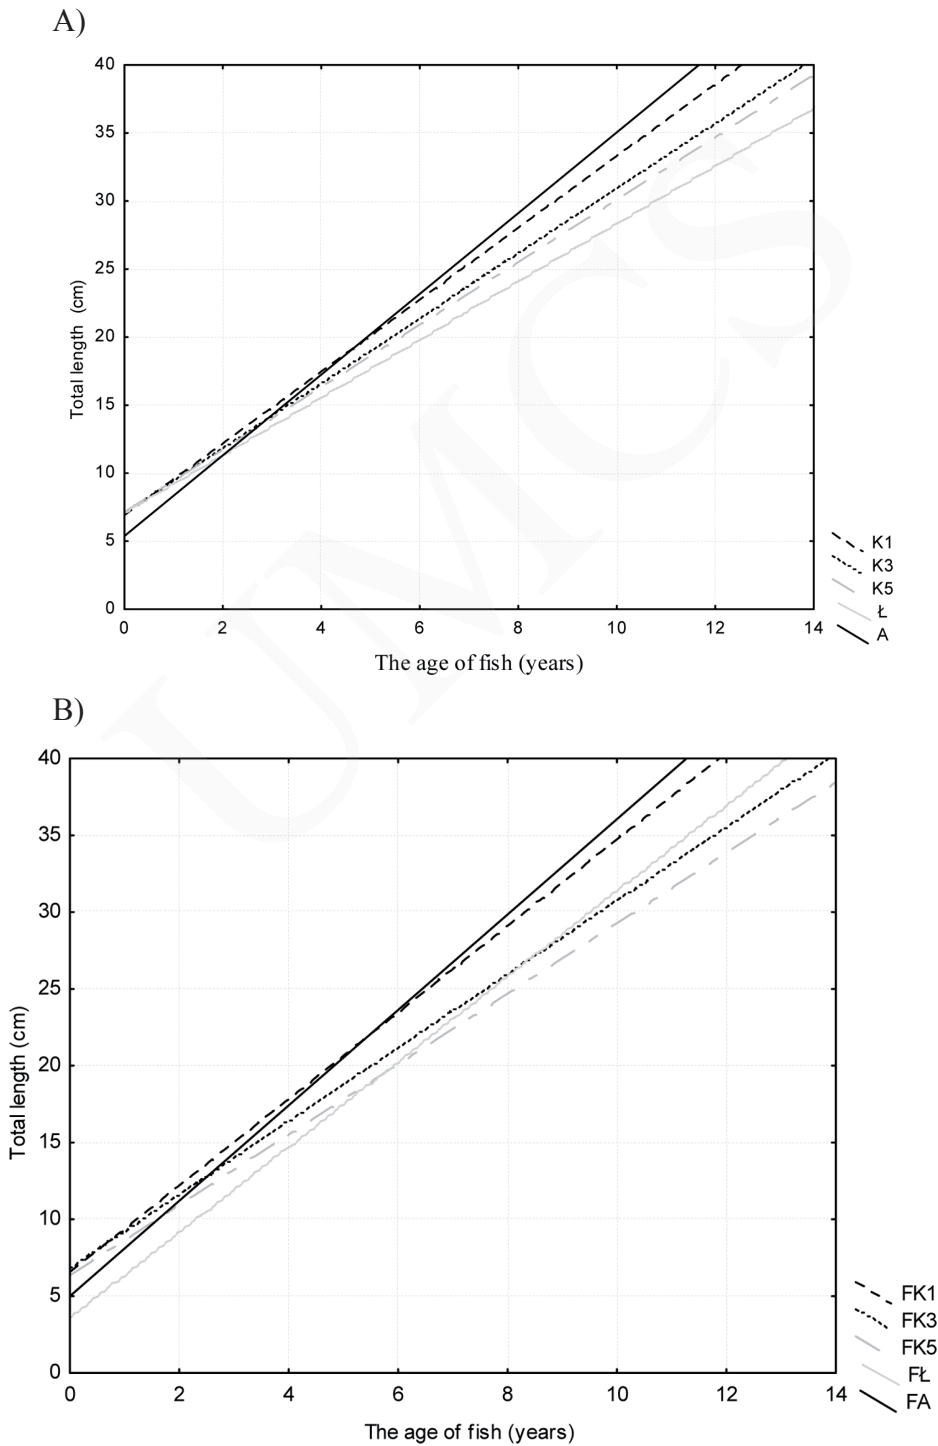 A)
40
35
30
25
20
15
10
5
0
Total length (cm)
0 2 4 6 8 10 12 14
The age of fish (years)
K1
K3
K5
Ł
A
UMCS
B)
40
35
30
25
20
15
10
5
0
Total length (cm)
0 2 4 6 8 10 12 14
The age of fish (years)
FK1
FK3
FK5
FŁ
FA